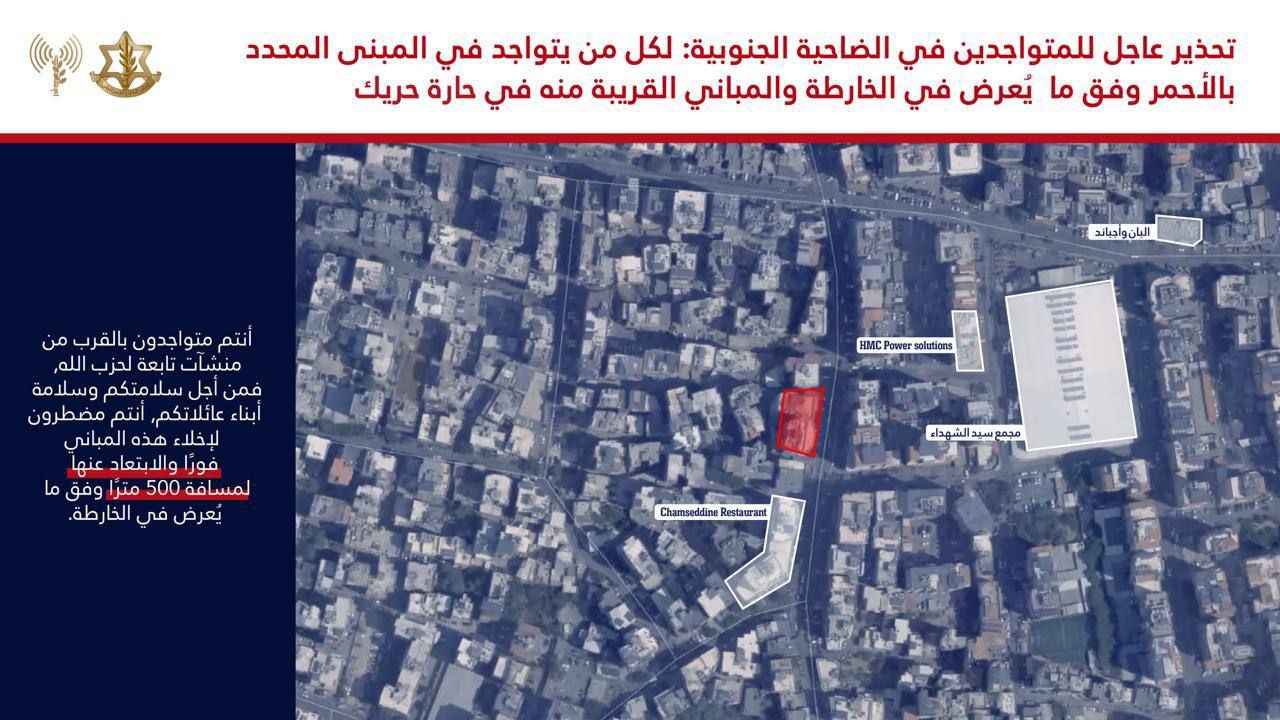 تحذير عاجل للمتواجدين في الضاحية الجنوبية: لكل من يتواجد في المبنى المحدد
بالأحمر وفق ما يُعرض في الخارطة والمباني القريبة منه في حارة حريك
البان وأجباند
HMC Power solutions
مجمع سيد الشهداء
Chamseddine Restaurant
أنتم متواجدون بالقرب من
منشآت تابعة لحزب الله,
فمن أجل سلامتكم وسلامة
أبناء عائلاتكم, أنتم مضطرون
لإخلاء هذه المباني
فورًا والابتعاد عنها
لمسافة 500 مترًا وفق ما
يُعرض في الخارطة.